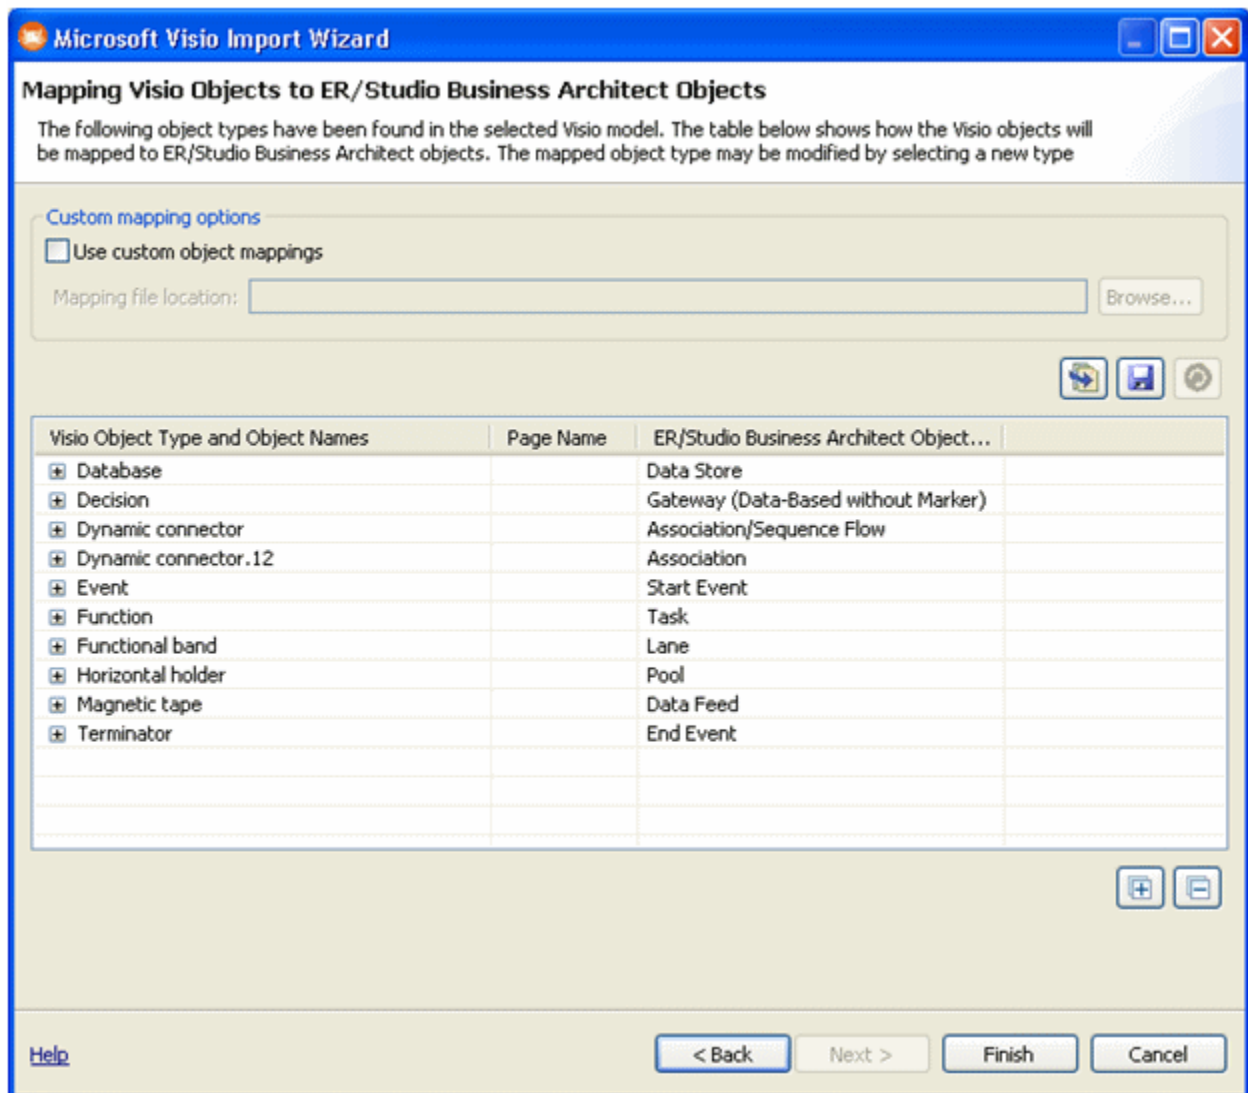 Microsoft Visio Import Wizard
Mapping Visio Objects to ER/Studio Business Architect Objects
The following object types have been found in the selected Visio model. The table below shows how the Visio objects will
be mapped to ER/Studio Business Architect objects. The mapped object type may be modified by selecting a new type
Custom mapping options
Use custom object mappings
Mapping file location: Browse...
Visio Object Type and Object Names Page Name ER/Studio Business Architect Object...
Database Data Store
Decision Gateway (Data-Based without Marker)
Dynamic connector Association/Sequence Flow
Dynamic connector.12 Association
Event Start Event
Function Task
Functional band Lane
Horizontal holder Pool
Magnetic tape Data Feed
Terminator End Event
Help < Back Next > Finish Cancel